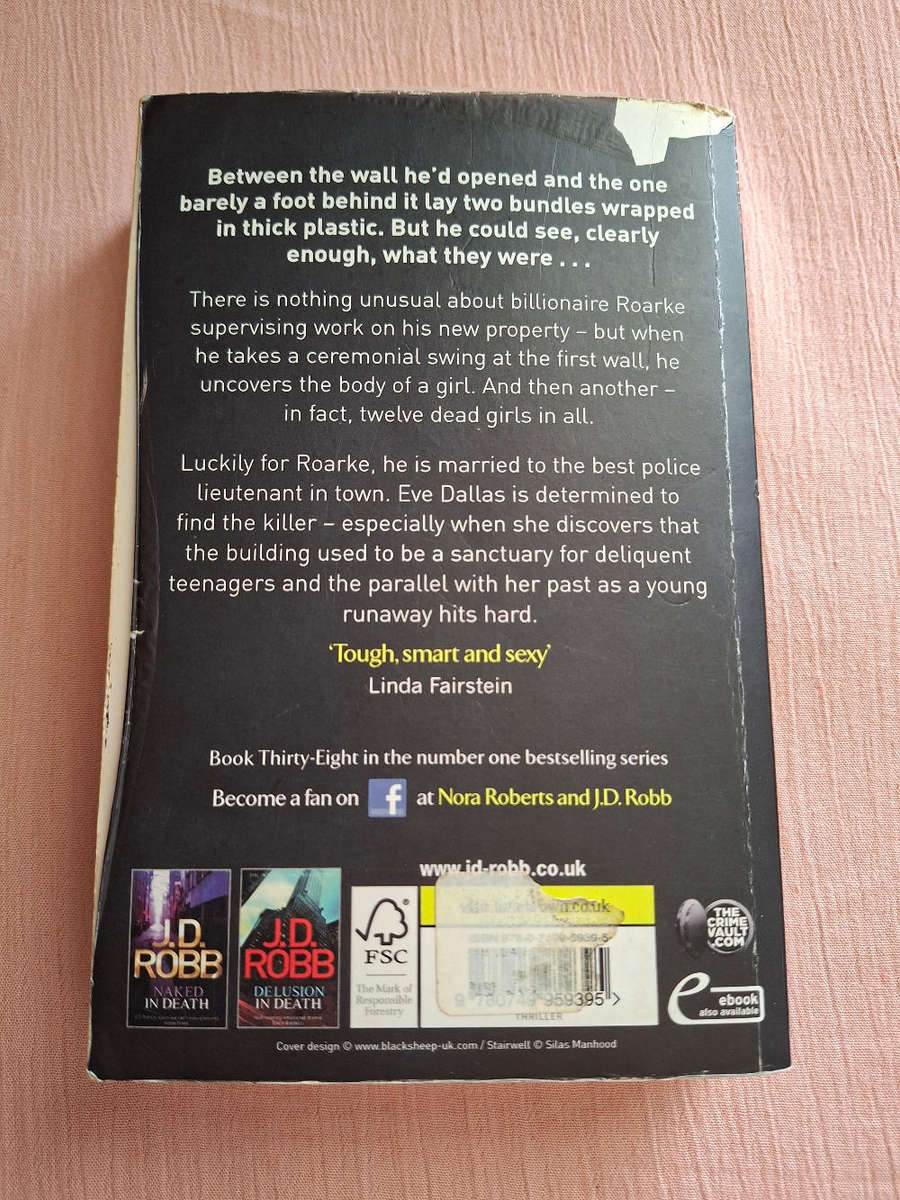 Between the wall he'd opened and the one
barely a foot behind it lay two bundles wrapped
in thick plastic. But he could see, clearly
enough, what they were . . .
There is nothing unusual about billionaire Roarke
supervising work on his new property – but when
he takes a ceremonial swing at the first wall, he
uncovers the body of a girl. And then another –
in fact, twelve dead girls in all.
Luckily for Roarke, he is married to the best police
lieutenant in town. Eve Dallas is determined to
find the killer – especially when she discovers that
the building used to be a sanctuary for deliquent
teenagers and the parallel with her past as a young
runaway hits hard.
'Tough, smart and sexy'
Linda Fairstein
Book Thirty-Eight in the number one bestselling series
Become a fan on f at Nora Roberts and J.D. Robb
www.jd-robb.co.uk
J.D.
ROBB
NAKED
IN DEATH
J.D.
ROBB
DELUSION
IN DEATH
FSC
The Mark of
Responsible
Forestry
9 780749 959395 >
THRILLER
THE
CRIME
VAULT
.COM
ebook
also available
Cover design © www.blacksheep-uk.com / Stairwell © Silas Manhood